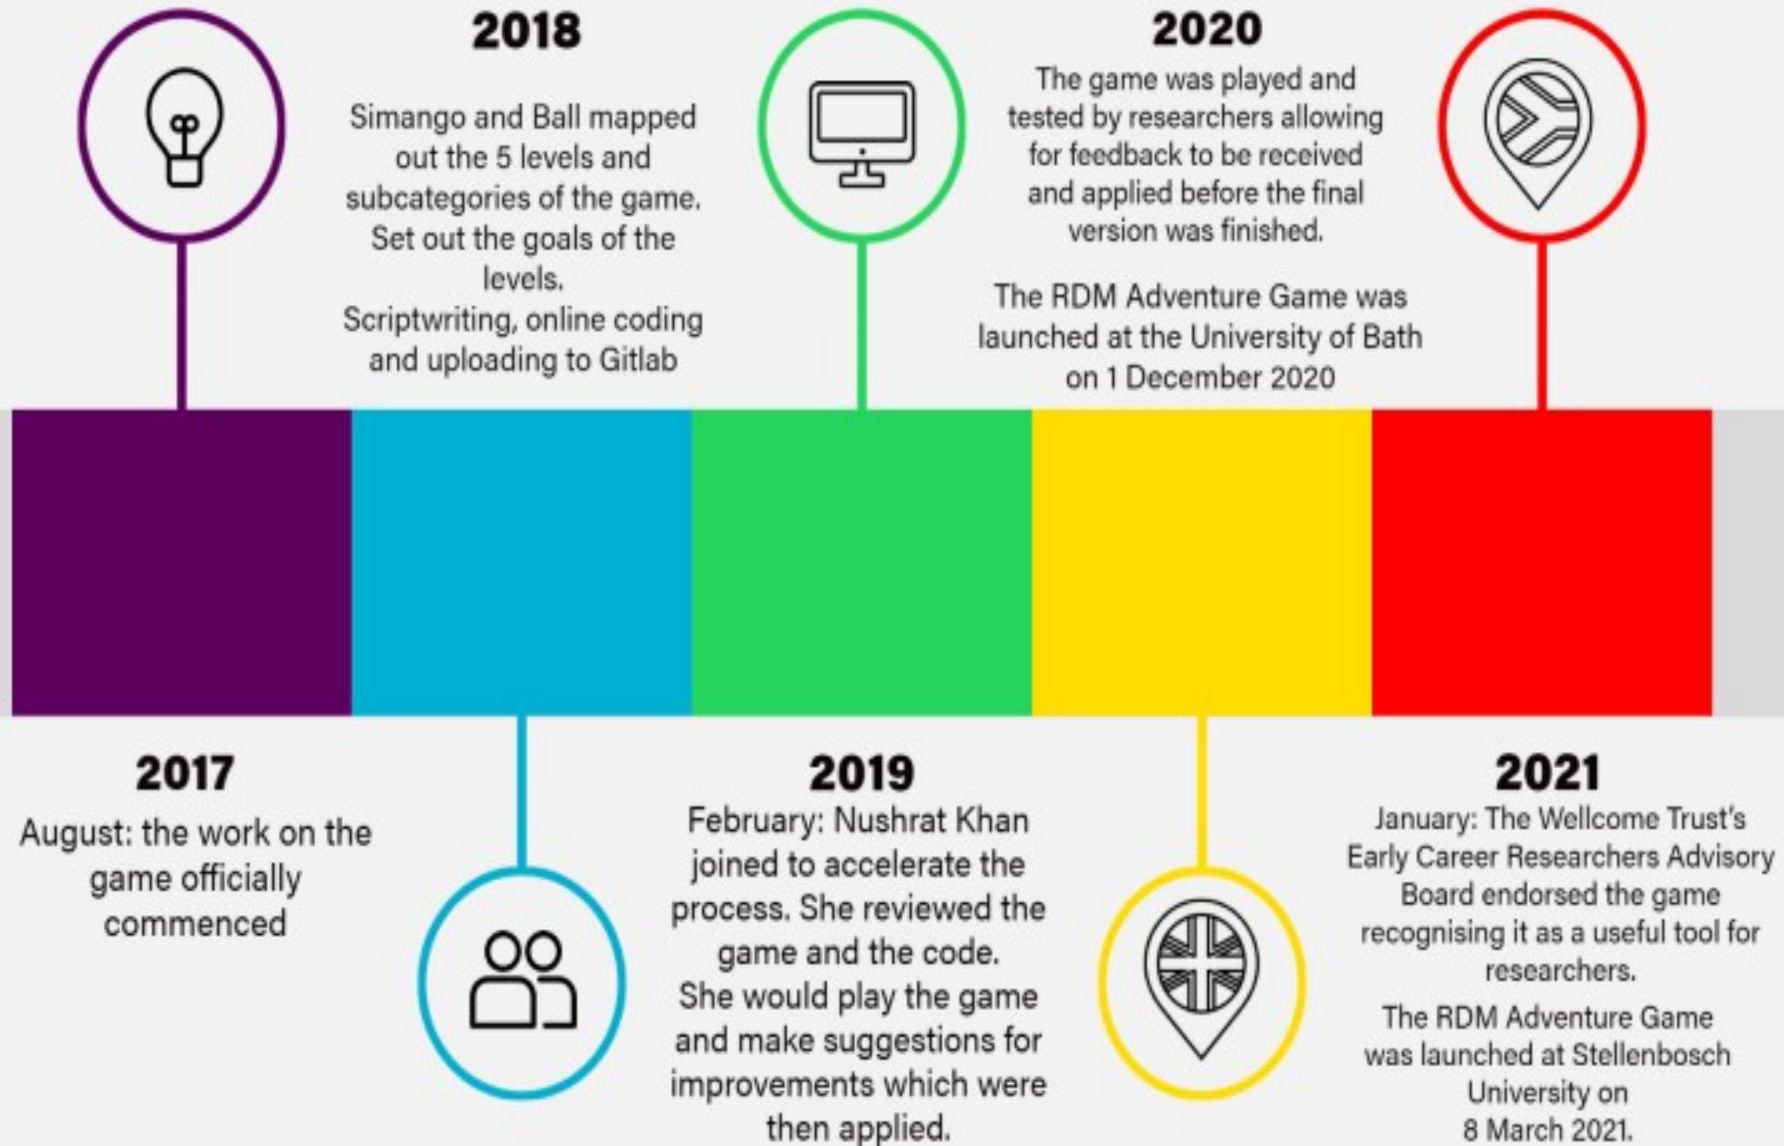 2017
August: the work on the
game officially
commenced
2018
Simango and Ball mapped
out the 5 levels and
subcategories of the game.
Set out the goals of the
levels.
Scriptwriting, online coding
and uploading to Gitlab
2019
February: Nushrat Khan
joined to accelerate the
process. She reviewed the
game and the code.
She would play the game
and make suggestions for
improvements which were
then applied.
2020
The game was played and
tested by researchers allowing
for feedback to be received
and applied before the final
version was finished.
The RDM Adventure Game was
launched at the University of Bath
on 1 December 2020
2021
January: The Wellcome Trust's
Early Career Researchers Advisory
Board endorsed the game
recognising it as a useful tool for
researchers.
The RDM Adventure Game
was launched at Stellenbosch
University on
8 March 2021.